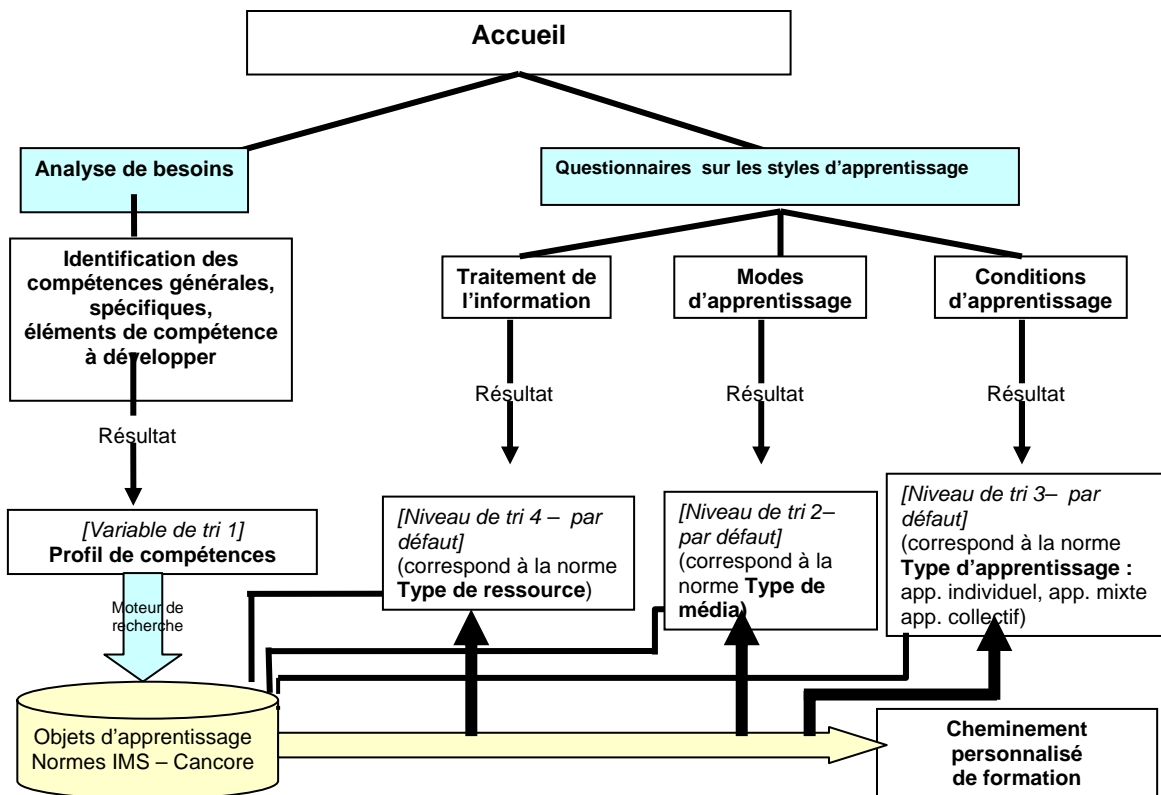 Accueil
Analyse de besoins
Questionnaires sur les styles d'apprentissage
Identification des
compétences générales,
spécifiques,
éléments de compétence
à développer
Traitement de
l'information
Modes
d'apprentissage
Conditions
d'apprentissage
Résultat
Résultat
Résultat
Résultat
[Variable de tri 1]
Profil de compétences
[Niveau de tri 4 – par
défaut]
(correspond à la norme
Type de ressource)
[Niveau de tri 2–
par défaut]
(correspond à la
norme Type de
média)
[Niveau de tri 3– par
défaut]
(correspond à la norme
Type d'apprentissage :
app. individuel, app. mixte
app. collectif)
Moteur de
recherche
Objets d'apprentissage
Normes IMS – Cancore
Cheminement
personnalisé
de formation